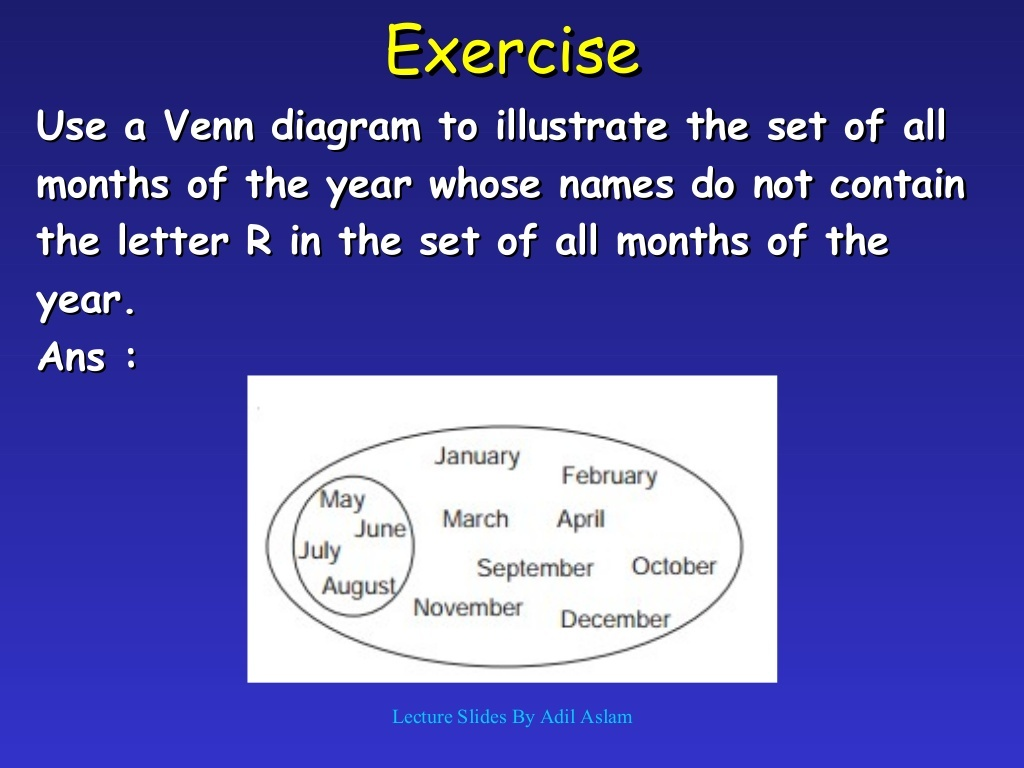 Exercise
Use a Venn diagram to illustrate the set of all
months of the year whose names do not contain
the letter R in the set of all months of the
year.
Ans :
January
February
May
March April
June
July
September October
August
November
December
Lecture Slides By Adil Aslam